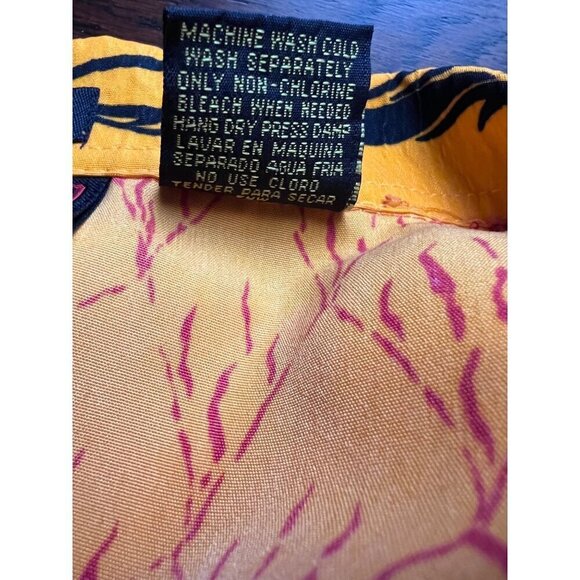 MACHINE WASH COLD
WASH SEPARATELY
ONLY NON-CHLORINE
BLEACH WHEN NEEDED
HANG DRY PRESS DAMP
LAVAR EN MAQUINA
SEPARADO AGUA FRIA
NO USE CLORO
TENDER PARA SECAR